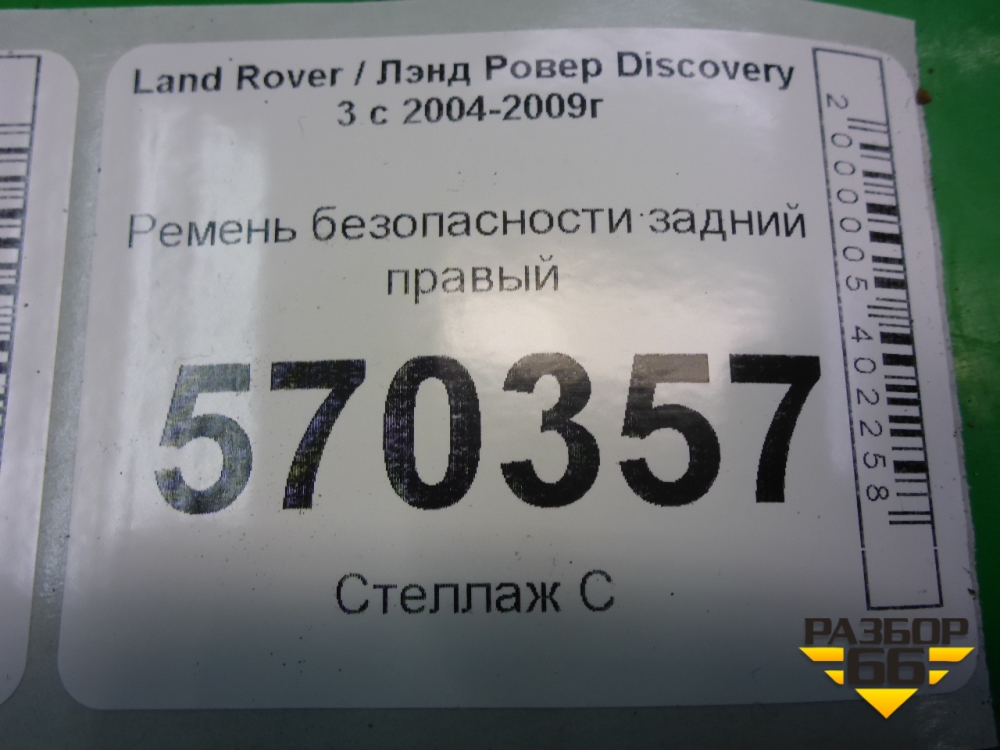 Land Rover / Лэнд Ровер Discovery
3 с 2004-2009г
Ремень безопасности задний
правый
570357
Стеллаж С
2000005402258
РАЗБОР
66